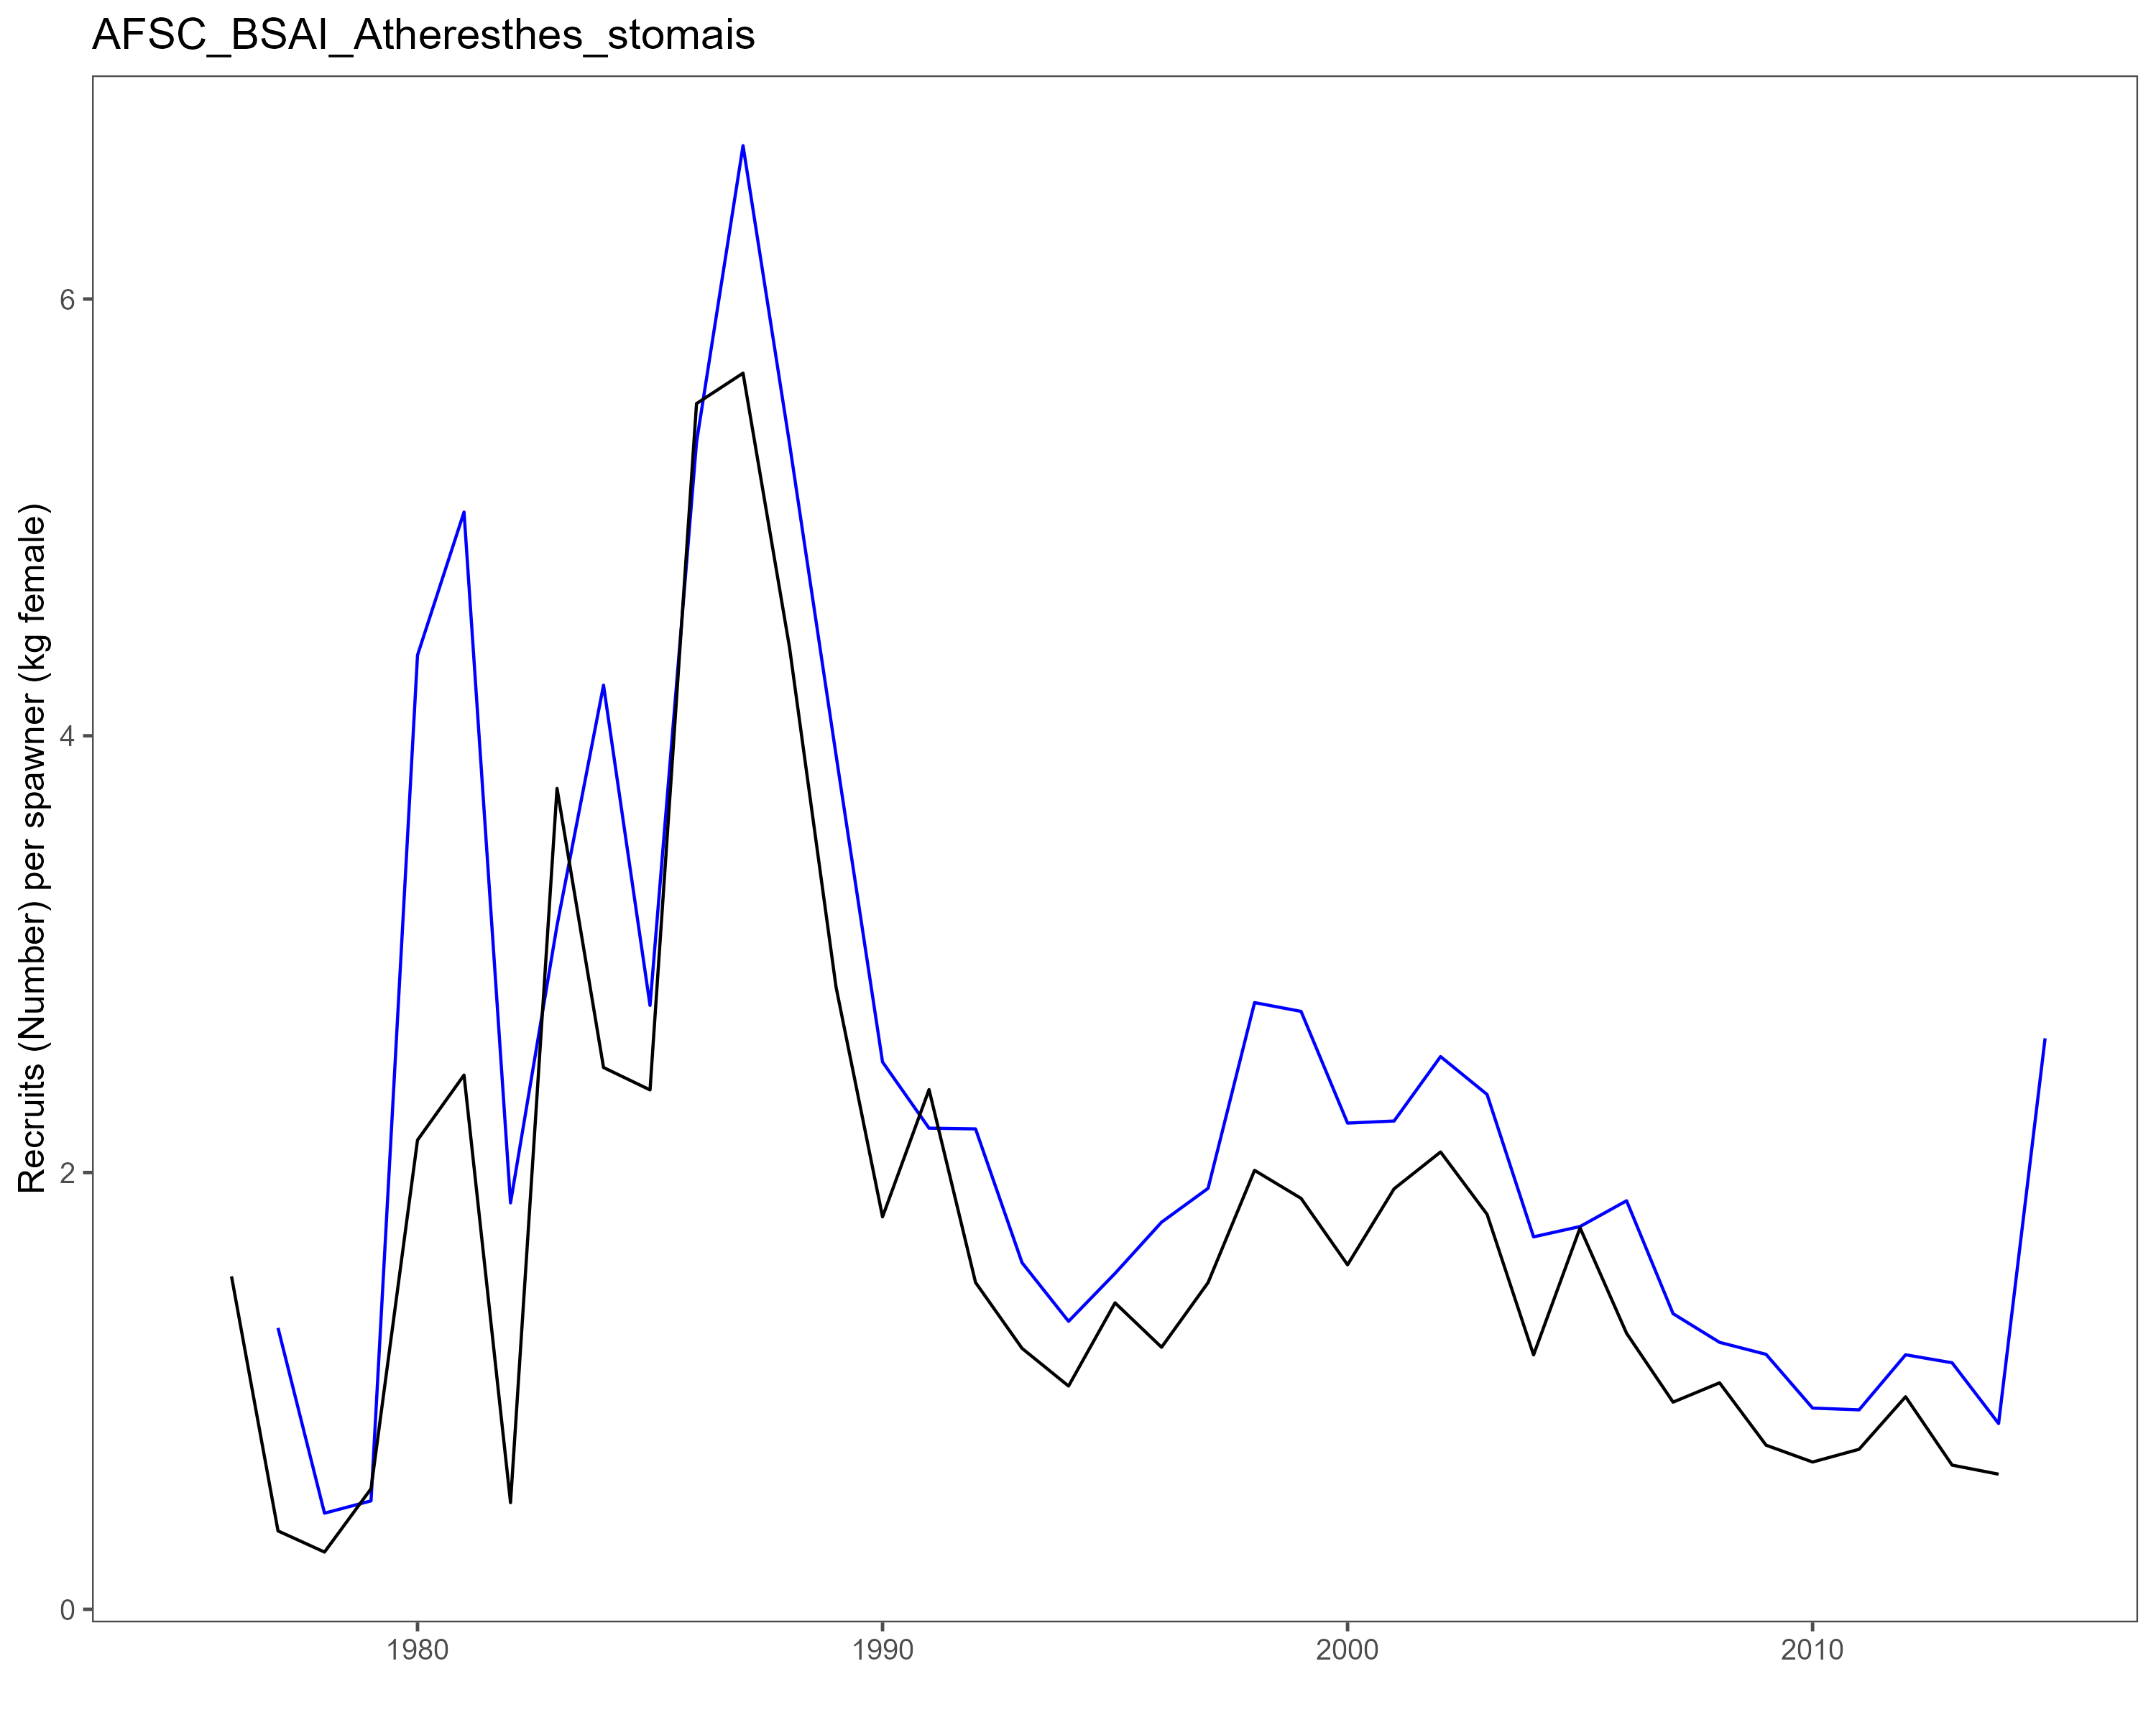 AFSC_BSAI_Atheresthes_stomais
Recruits (Number) per spawner (kg female)
6
4
2
0
1980 1990 2000 2010